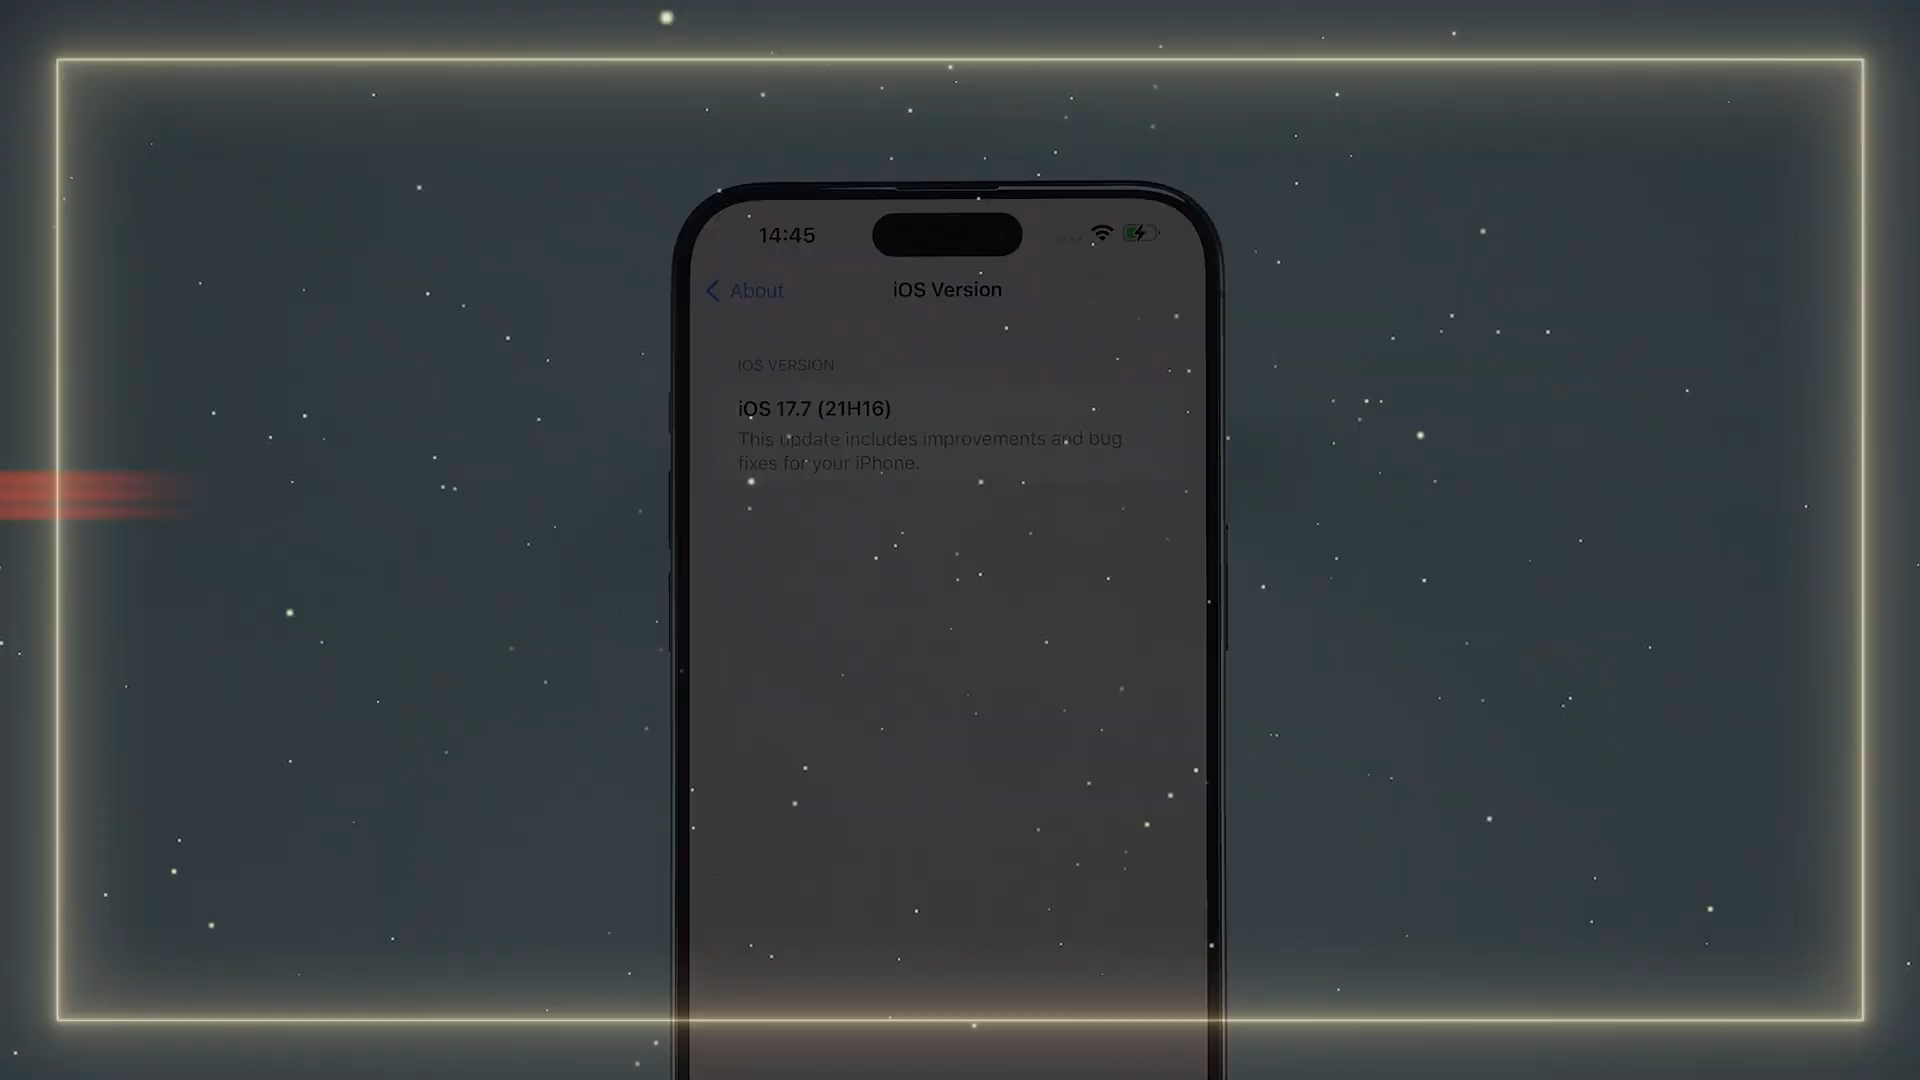 14:45
About
iOS Version
IOS VERSION
iOS 17.7 (21H16)
This update includes improvements and bug
fixes for your iPhone.